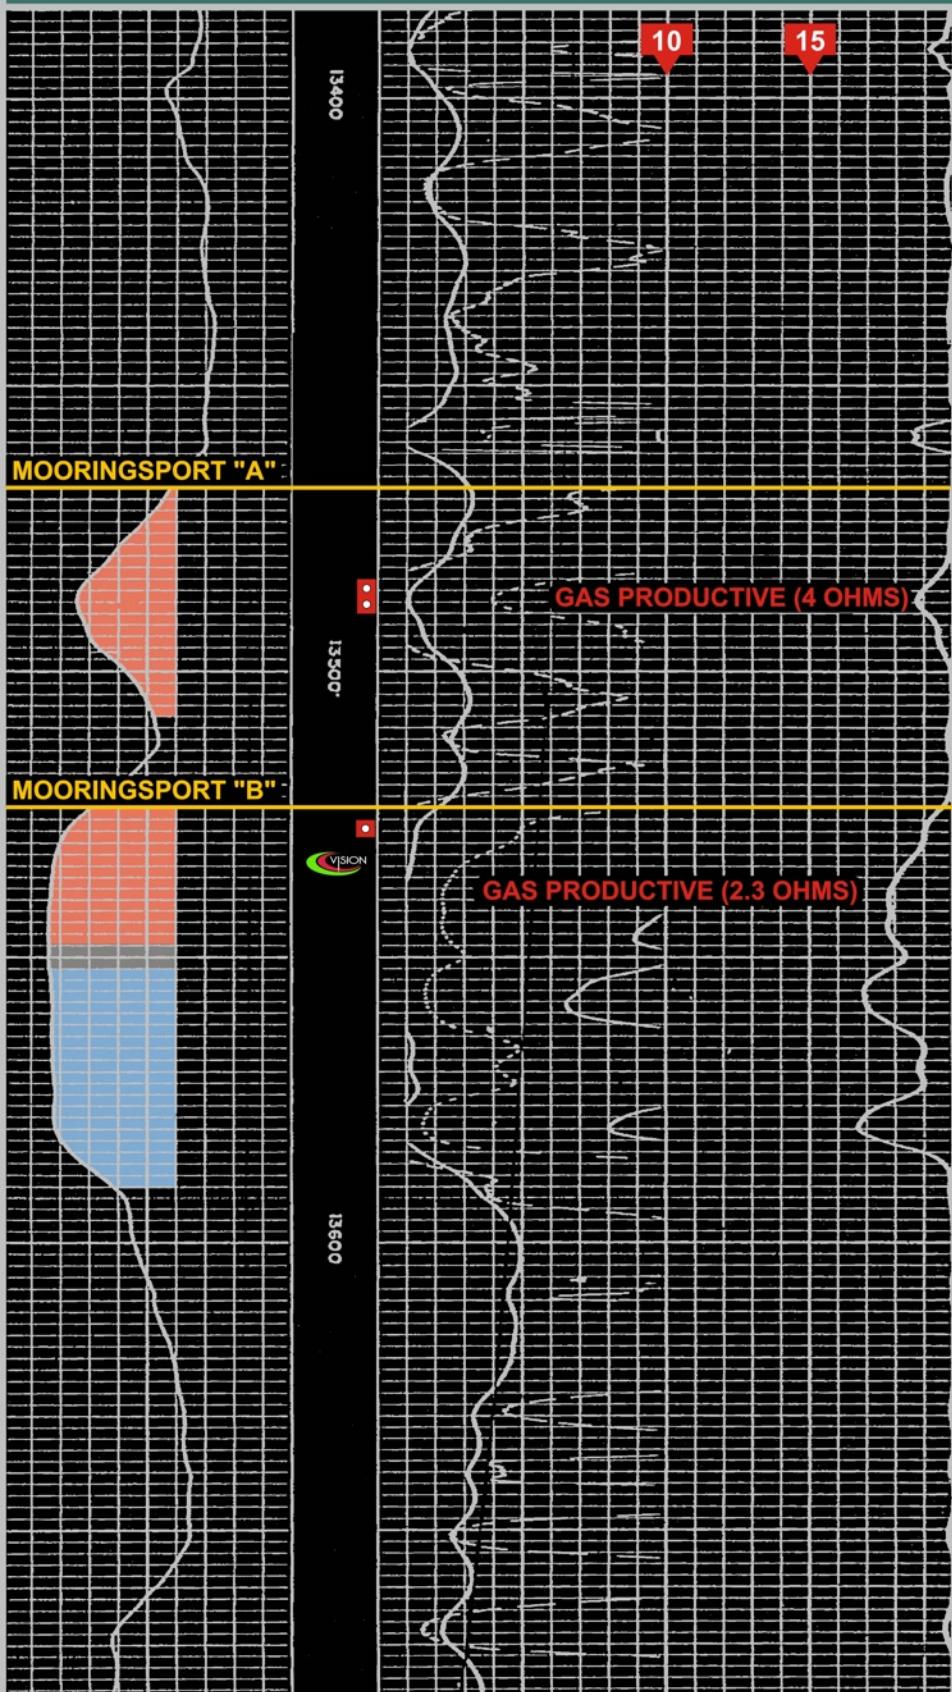 10
15
13400
MOORINGSPORT "A"
GAS PRODUCTIVE (4 OHMS)
13500'
MOORINGSPORT "B"
VISION
GAS PRODUCTIVE (2.3 OHMS)
13600